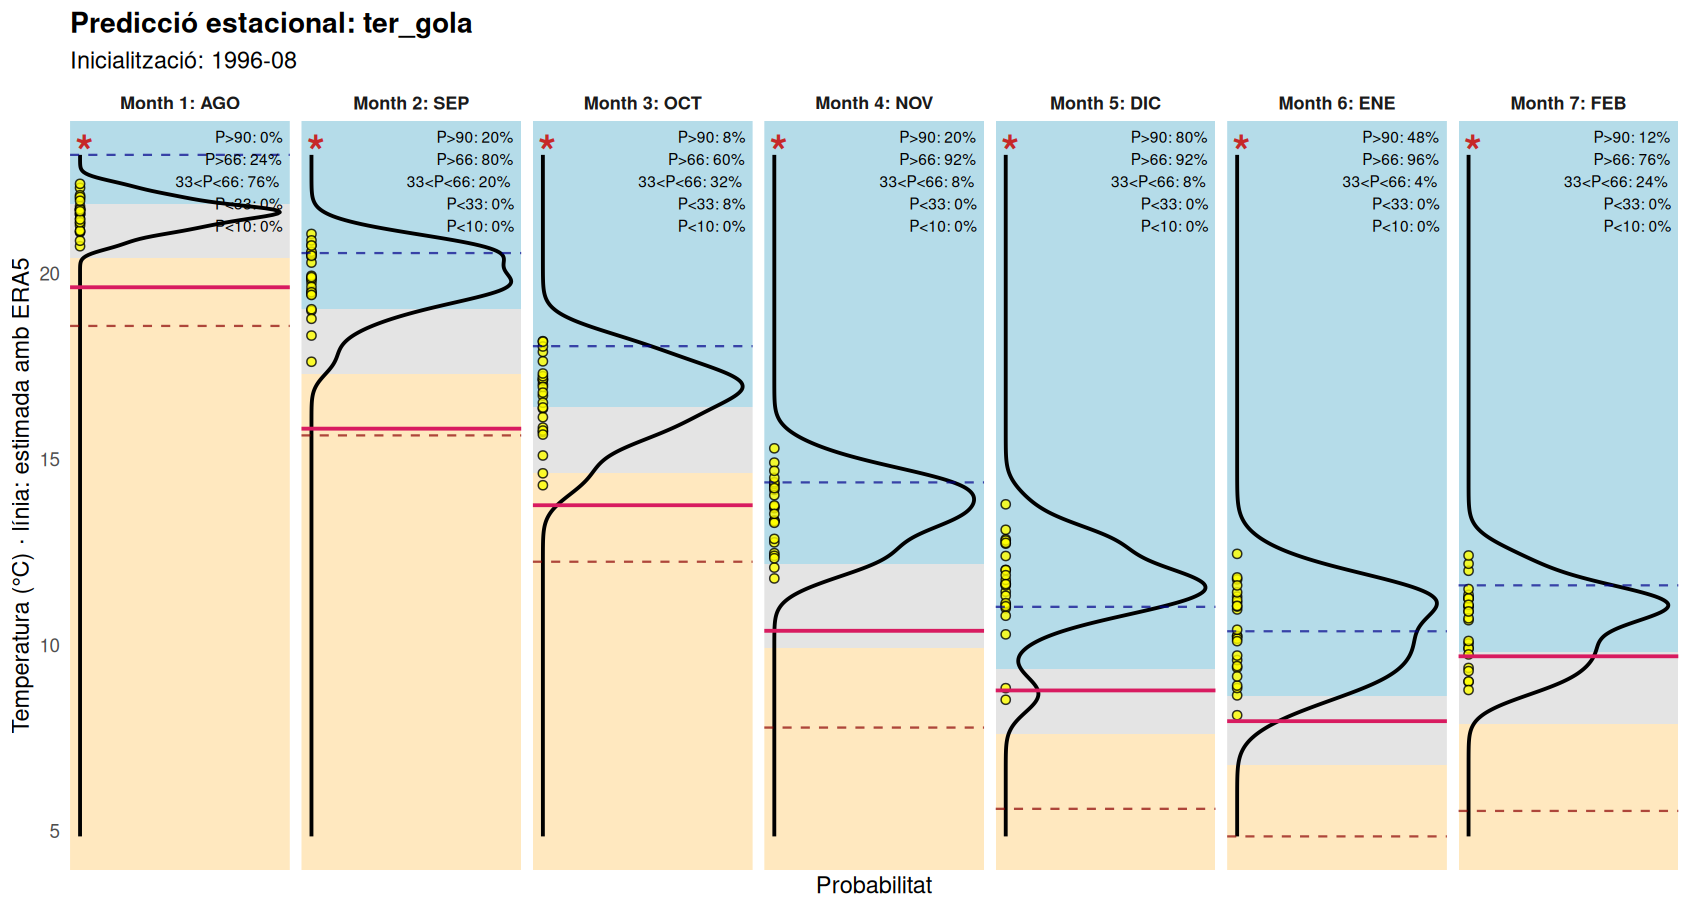 Predicció estacional: ter_gola
Inicialització: 1996-08
Month 1: AGO
Month 2: SEP
Month 3: OCT
Month 4: NOV
Month 5: DIC
Month 6: ENE
Month 7: FEB
*
P>90: 0%
P>66: 24%
33<P<66: 76%
P<33: 0%
P<10: 0%
*
P>90: 20%
P>66: 80%
33<P<66: 20%
P<33: 0%
P<10: 0%
*
P>90: 8%
P>66: 60%
33<P<66: 32%
P<33: 8%
P<10: 0%
*
P>90: 20%
P>66: 92%
33<P<66: 8%
P<33: 0%
P<10: 0%
*
P>90: 80%
P>66: 92%
33<P<66: 8%
P<33: 0%
P<10: 0%
*
P>90: 48%
P>66: 96%
33<P<66: 4%
P<33: 0%
P<10: 0%
*
P>90: 12%
P>66: 76%
33<P<66: 24%
P<33: 0%
P<10: 0%
Temperatura (°C) · línia: estimada amb ERA5
20
15
10
5
Probabilitat